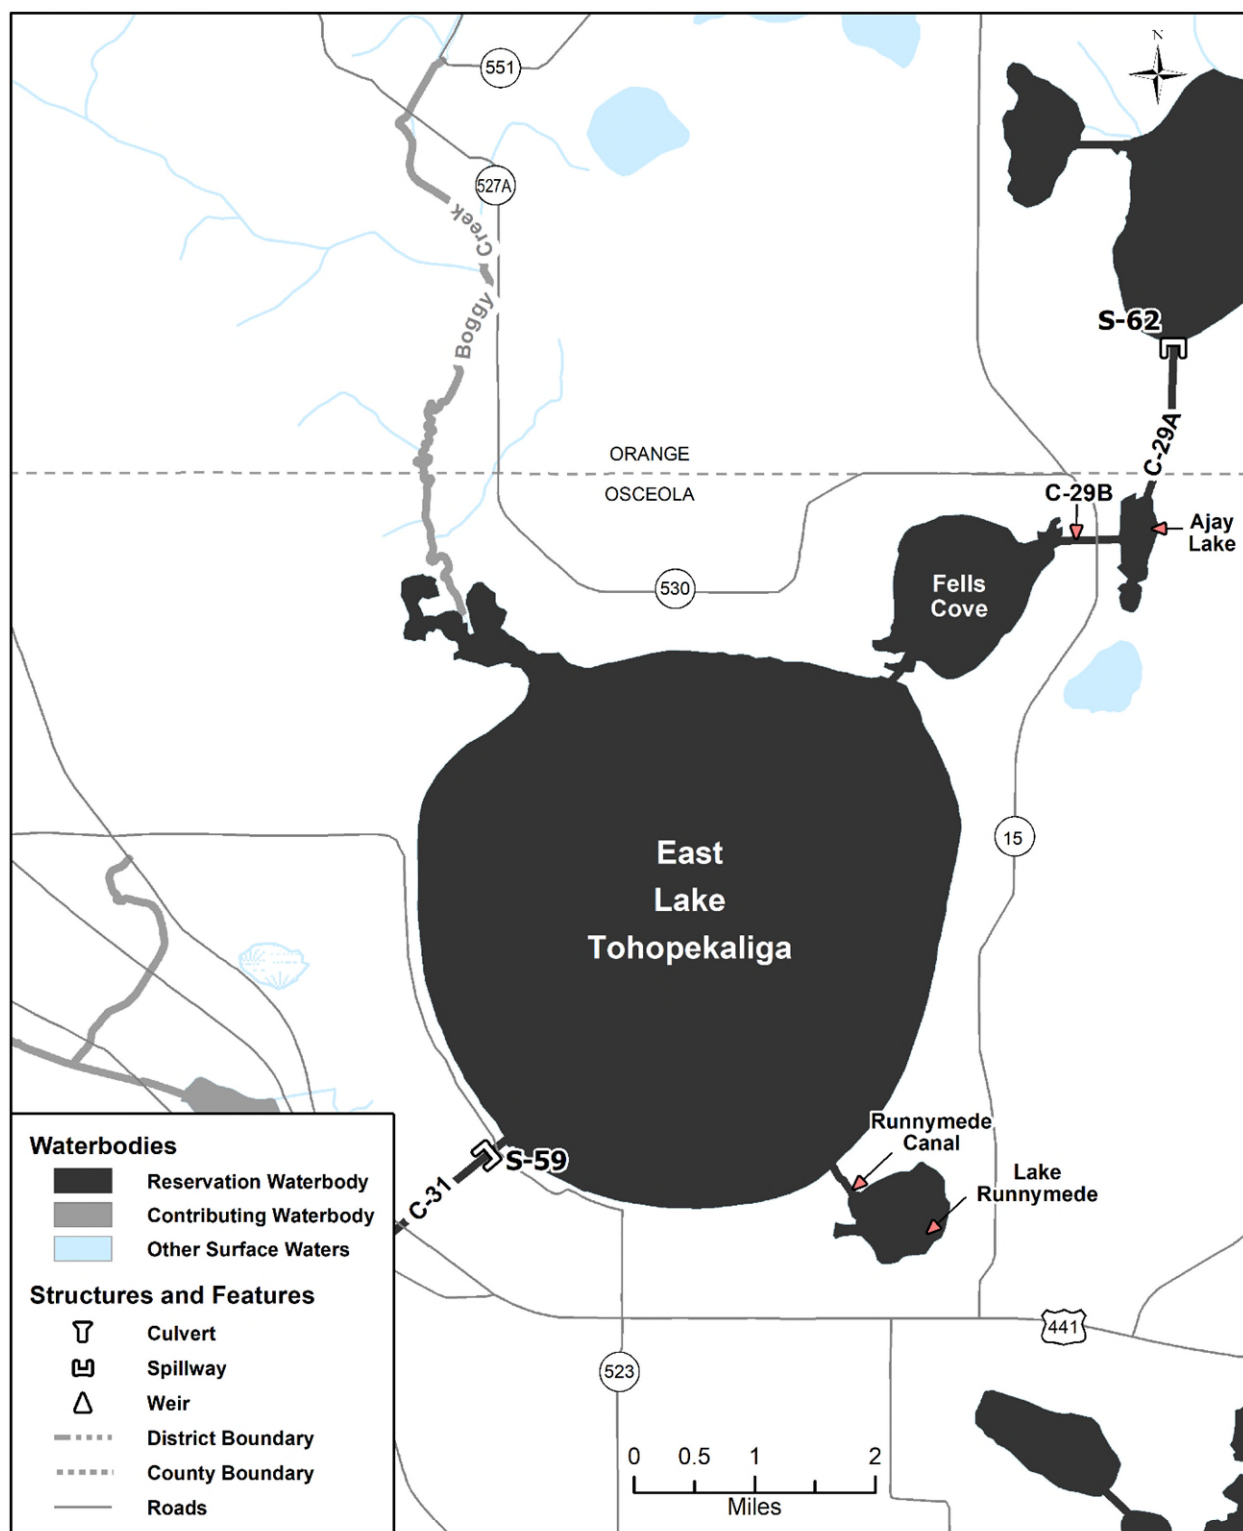 N
551
527A
Boggy Creek
S-62
C-29A
ORANGE
OSCEOLA
C-29B
Ajay
Lake
530
Fells
Cove
15
East
Lake
Tohopekaliga
Runnymede
Canal
Lake
Runnymede
S-59
C-31
441
523
Waterbodies
Reservation Waterbody
Contributing Waterbody
Other Surface Waters
Structures and Features
Culvert
Spillway
Weir
District Boundary
County Boundary
Roads
0 0.5 1 2
Miles